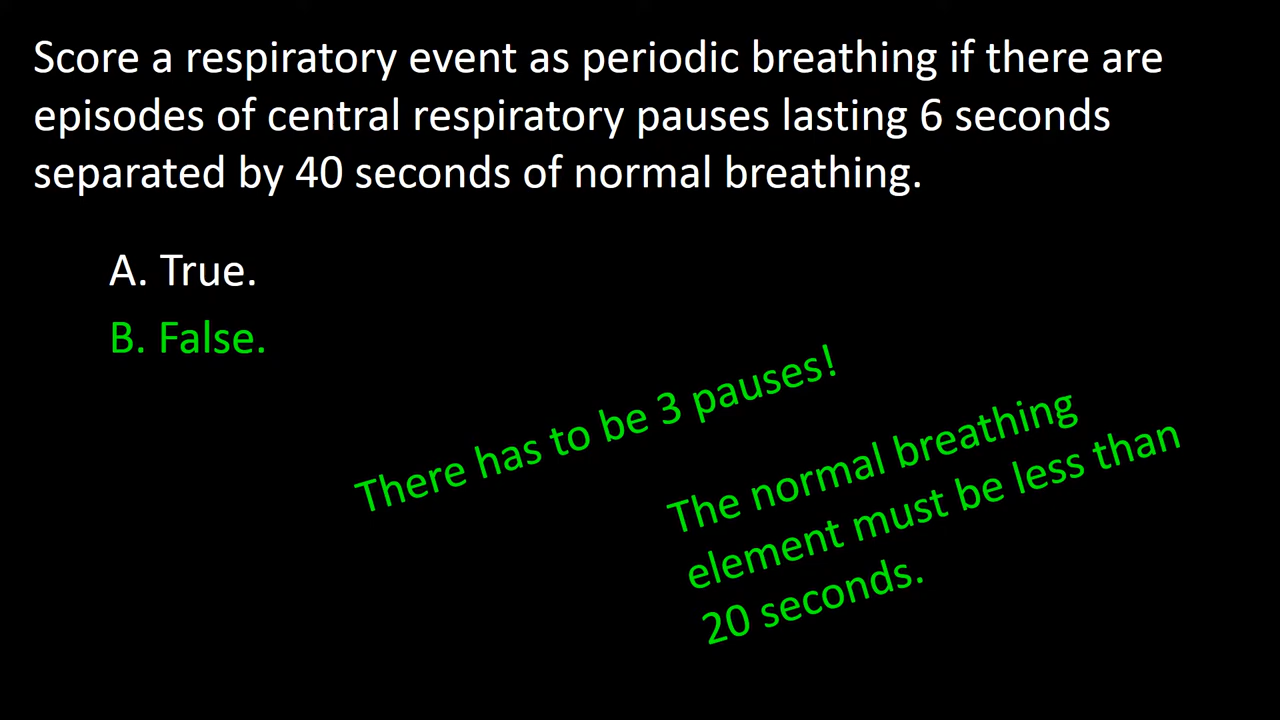 Score a respiratory event as periodic breathing if there are
episodes of central respiratory pauses lasting 6 seconds
separated by 40 seconds of normal breathing.
A. True.
B. False.
There has to be 3 pauses!
The normal breathing
element must be less than
20 seconds.